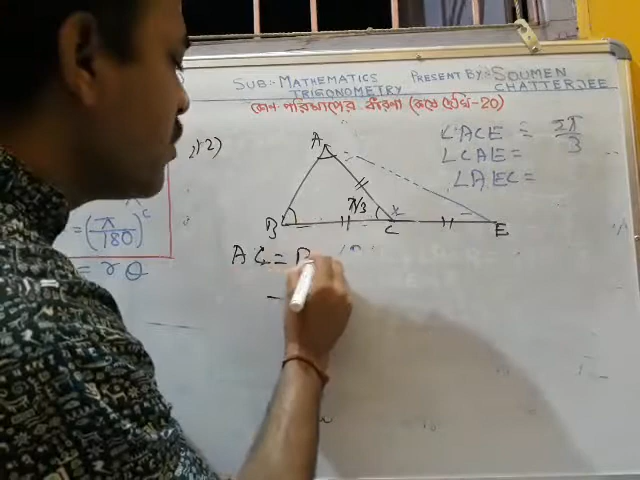 SUB:- MATHEMATICS PRESENT BY:- SOUMEN CHATTERJEE
TRIGONOMETRY
কোণ পরিমাপের ধারণা (কষে দেখি-20)
∠ACE = 2π/3
∠CAE =
∠AEC =
A
π/3
B C E
AC = B
= (π/180)^c
= rθ